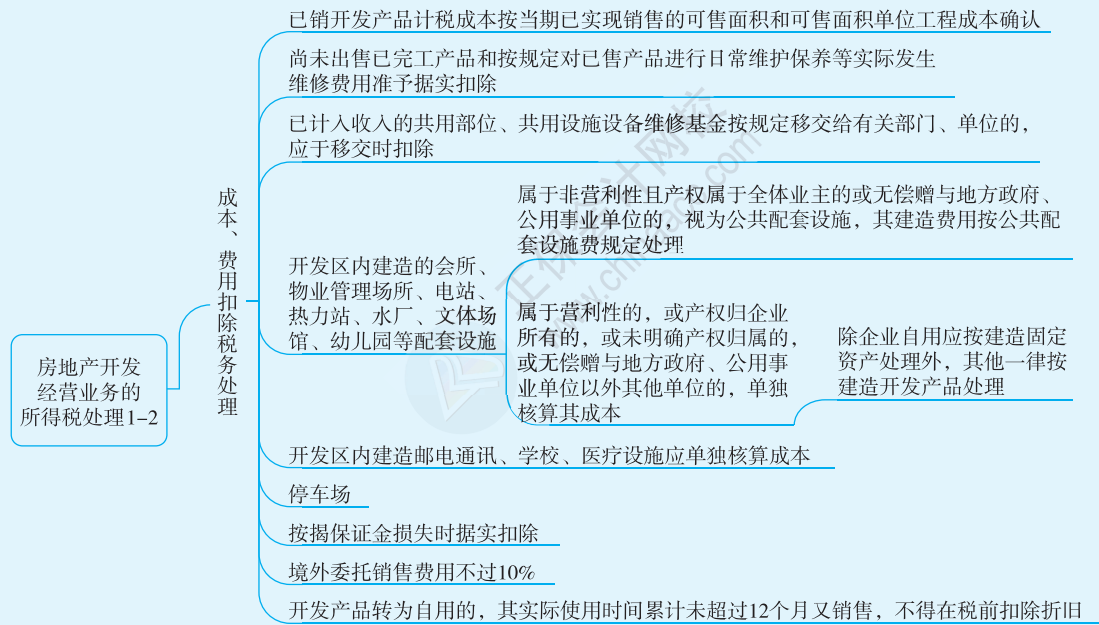 房地产开发
经营业务的
所得税处理1-2
成本、费用扣除税务处理
已销开发产品计税成本按当期已实现销售的可售面积和可售面积单位工程成本确认
尚未出售已完工产品和按规定对已售产品进行日常维护保养等实际发生
维修费用准予据实扣除
已计入收入的共用部位、共用设施设备维修基金按规定移交给有关部门、单位的，
应于移交时扣除
开发区内建造的会所、
物业管理场所、电站、
热力站、水厂、文体场
馆、幼儿园等配套设施
属于非营利性且产权属于全体业主的或无偿赠与地方政府、
公用事业单位的，视为公共配套设施，其建造费用按公共配
套设施费规定处理
属于营利性的，或产权归企业
所有的，或未明确产权归属的，
或无偿赠与地方政府、公用事
业单位以外其他单位的，单独
核算其成本
除企业自用应按建造固定
资产处理外，其他一律按
建造开发产品处理
开发区内建造邮电通讯、学校、医疗设施应单独核算成本
停车场
按揭保证金损失时据实扣除
境外委托销售费用不过10%
开发产品转为自用的，其实际使用时间累计未超过12个月又销售，不得在税前扣除折旧
正保会计网校
www.chinaacc.com